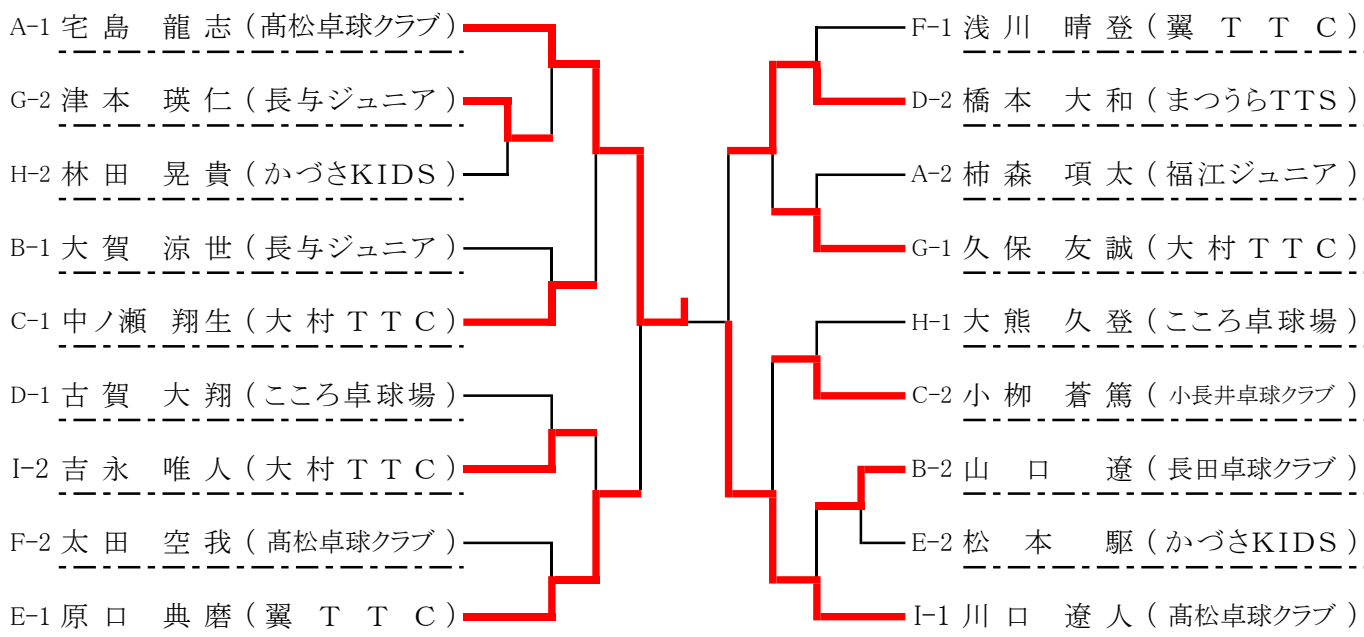 A-1 宅島 龍志 (髙松卓球クラブ)
G-2 津本 瑛仁 (長与ジュニア)
H-2 林田 晃貴 (かづさKIDS)
B-1 大賀 涼世 (長与ジュニア)
C-1 中ノ瀬 翔生 (大村TTC)
D-1 古賀 大翔 (こころ卓球場)
I-2 吉永 唯人 (大村TTC)
F-2 太田 空我 (髙松卓球クラブ)
E-1 原口 典磨 (翼TTC)
F-1 浅川 晴登 (翼TTC)
D-2 橋本 大和 (まつうらTTS)
A-2 柿森 項太 (福江ジュニア)
G-1 久保 友誠 (大村TTC)
H-1 大熊 久登 (こころ卓球場)
C-2 小栁 蒼篤 (小長井卓球クラブ)
B-2 山口 遼 (長田卓球クラブ)
E-2 松本 駆 (かづさKIDS)
I-1 川口 遼人 (髙松卓球クラブ)